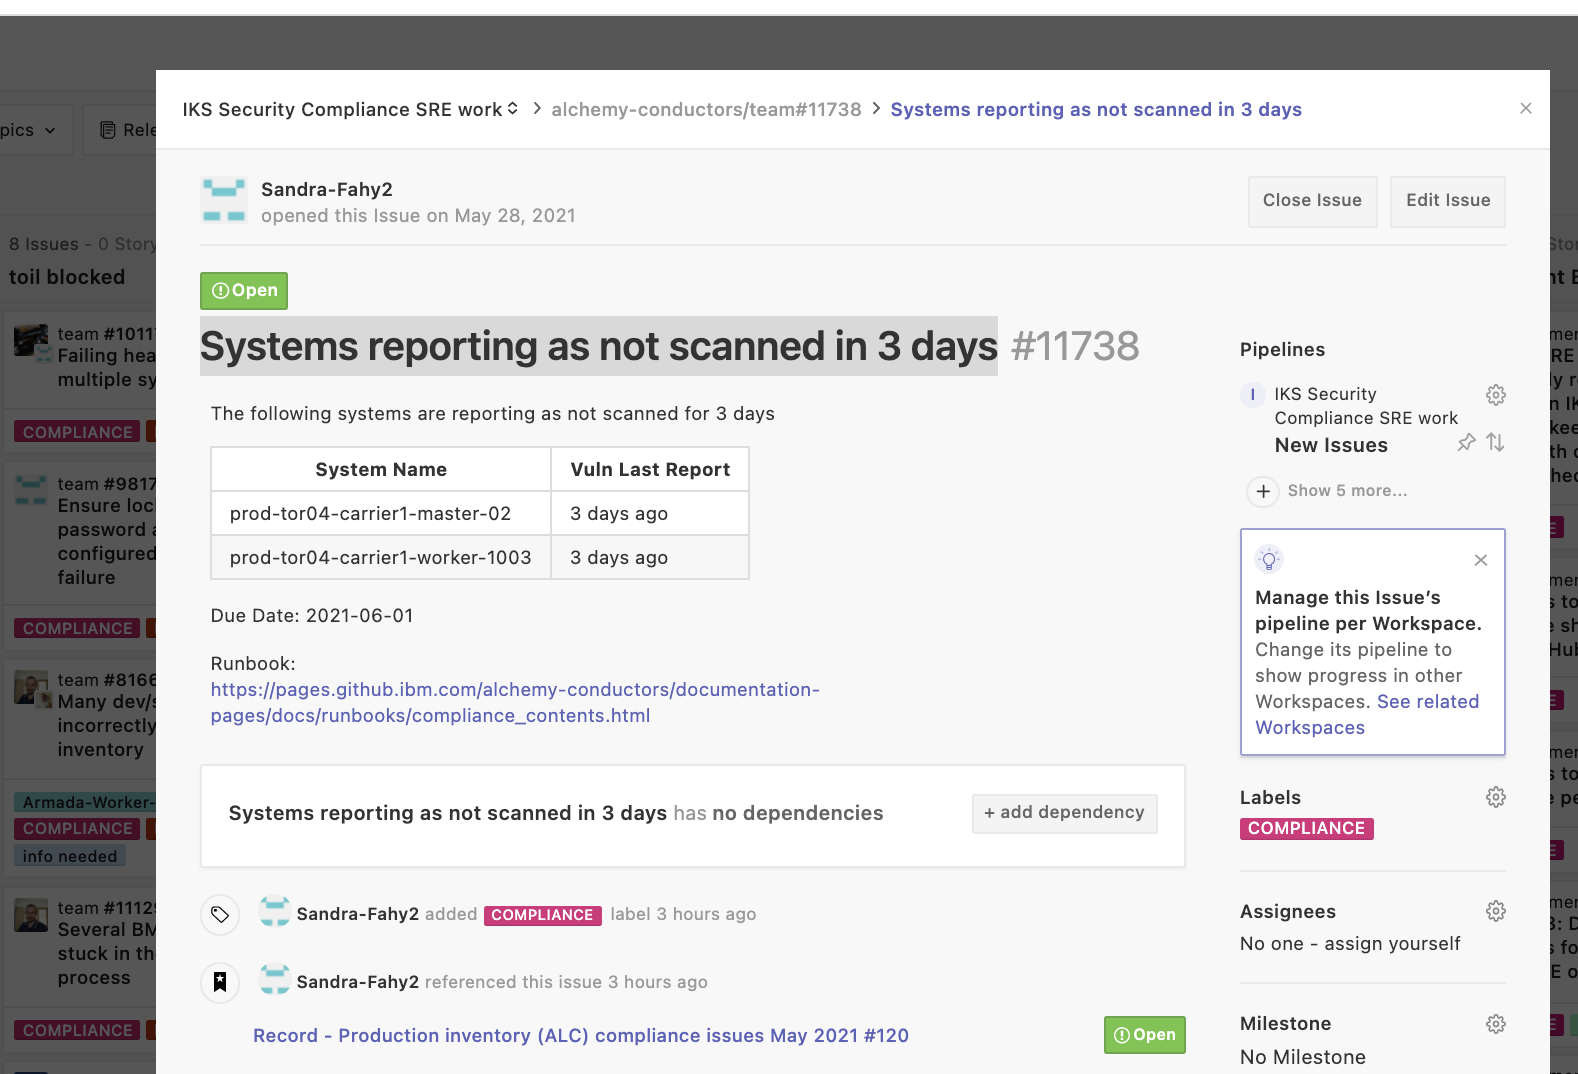 IKS Security Compliance SRE work > alchemy-conductors/team#11738 > Systems reporting as not scanned in 3 days
pics
Rele
Sandra-Fahy2
opened this Issue on May 28, 2021
Close Issue
Edit Issue
8 Issues - 0 Story
toil blocked
Open
Systems reporting as not scanned in 3 days #11738
The following systems are reporting as not scanned for 3 days
System Name Vuln Last Report
prod-tor04-carrier1-master-02 3 days ago
prod-tor04-carrier1-worker-1003 3 days ago
Due Date: 2021-06-01
Runbook:
https://pages.github.ibm.com/alchemy-conductors/documentation-
pages/docs/runbooks/compliance_contents.html
Systems reporting as not scanned in 3 days has no dependencies
+ add dependency
Sandra-Fahy2 added COMPLIANCE label 3 hours ago
Sandra-Fahy2 referenced this issue 3 hours ago
Record - Production inventory (ALC) compliance issues May 2021 #120
Open
Pipelines
I IKS Security
Compliance SRE work
New Issues
+ Show 5 more...
Manage this Issue's
pipeline per Workspace.
Change its pipeline to
show progress in other
Workspaces. See related
Workspaces
Labels
COMPLIANCE
Assignees
No one - assign yourself
Milestone
No Milestone
team #1011
Failing hea
multiple sy
COMPLIANCE
team #9817
Ensure loc
password a
configured
failure
COMPLIANCE
team #8166
Many dev/s
incorrectly
inventory
Armada-Worker-
COMPLIANCE
info needed
team #1112
Several BM
stuck in th
process
COMPLIANCE